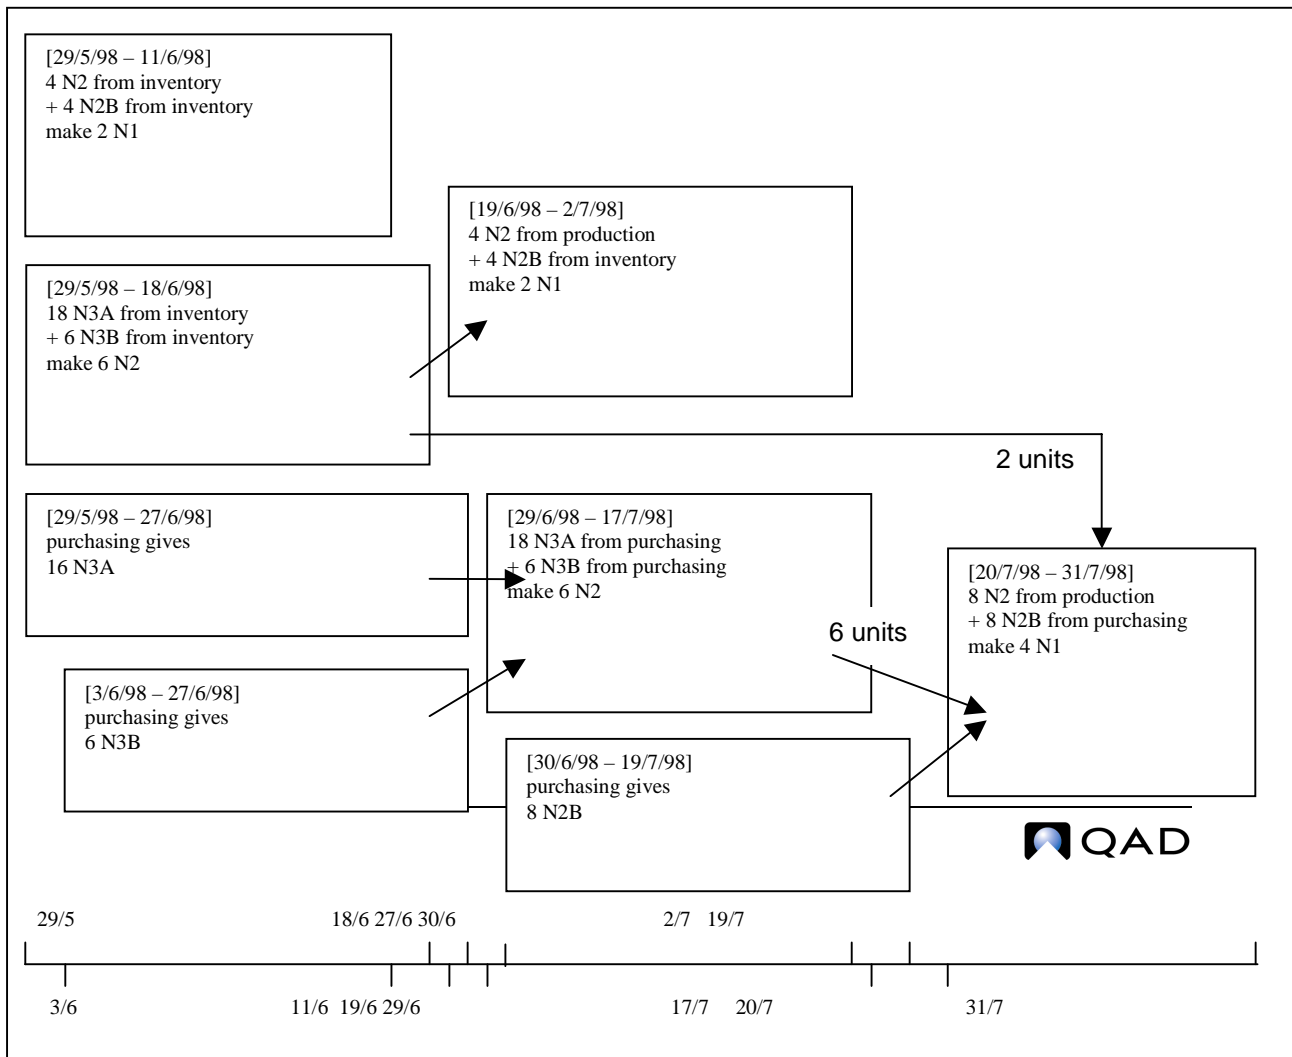 [29/5/98 – 11/6/98]
4 N2 from inventory
+ 4 N2B from inventory
make 2 N1
[19/6/98 – 2/7/98]
4 N2 from production
+ 4 N2B from inventory
make 2 N1
[29/5/98 – 18/6/98]
18 N3A from inventory
+ 6 N3B from inventory
make 6 N2
2 units
[29/5/98 – 27/6/98]
purchasing gives
16 N3A
[29/6/98 – 17/7/98]
18 N3A from purchasing
+ 6 N3B from purchasing
make 6 N2
[20/7/98 – 31/7/98]
8 N2 from production
+ 8 N2B from purchasing
make 4 N1
6 units
[3/6/98 – 27/6/98]
purchasing gives
6 N3B
[30/6/98 – 19/7/98]
purchasing gives
8 N2B
QAD
29/5 18/6 27/6 30/6 2/7 19/7
3/6 11/6 19/6 29/6 17/7 20/7 31/7